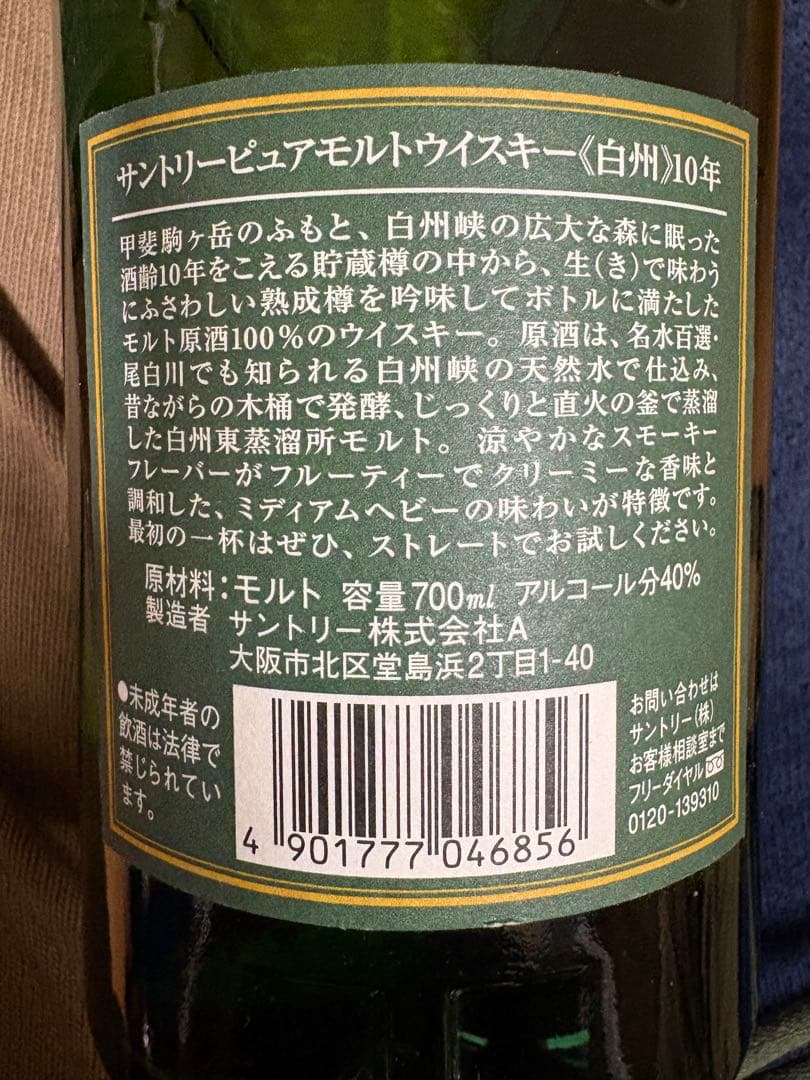 サントリーピュアモルトウイスキー《白州》10年
甲斐駒ヶ岳のふもと、白州峡の広大な森に眠った
酒齢10年をこえる貯蔵樽の中から、生(き)で味わう
にふさわしい熟成樽を吟味してボトルに満たした
モルト原酒100%のウイスキー。原酒は、名水百選・
尾白川でも知られる白州峡の天然水で仕込み、
昔ながらの木桶で発酵、じっくりと直火の釜で蒸溜
した白州東蒸溜所モルト。涼やかなスモーキー
フレーバーがフルーティーでクリーミーな香味と
調和した、ミディアムヘビーの味わいが特徴です。
最初の一杯はぜひ、ストレートでお試しください。
原材料:モルト 容量700ml アルコール分40%
製造者 サントリー株式会社A
大阪市北区堂島浜2丁目1-40
●未成年者の
飲酒は法律で
禁じられてい
ます。
4 901777 046856
お問い合わせは
サントリー(株)
お客様相談室まで
フリーダイヤル
0120-139310